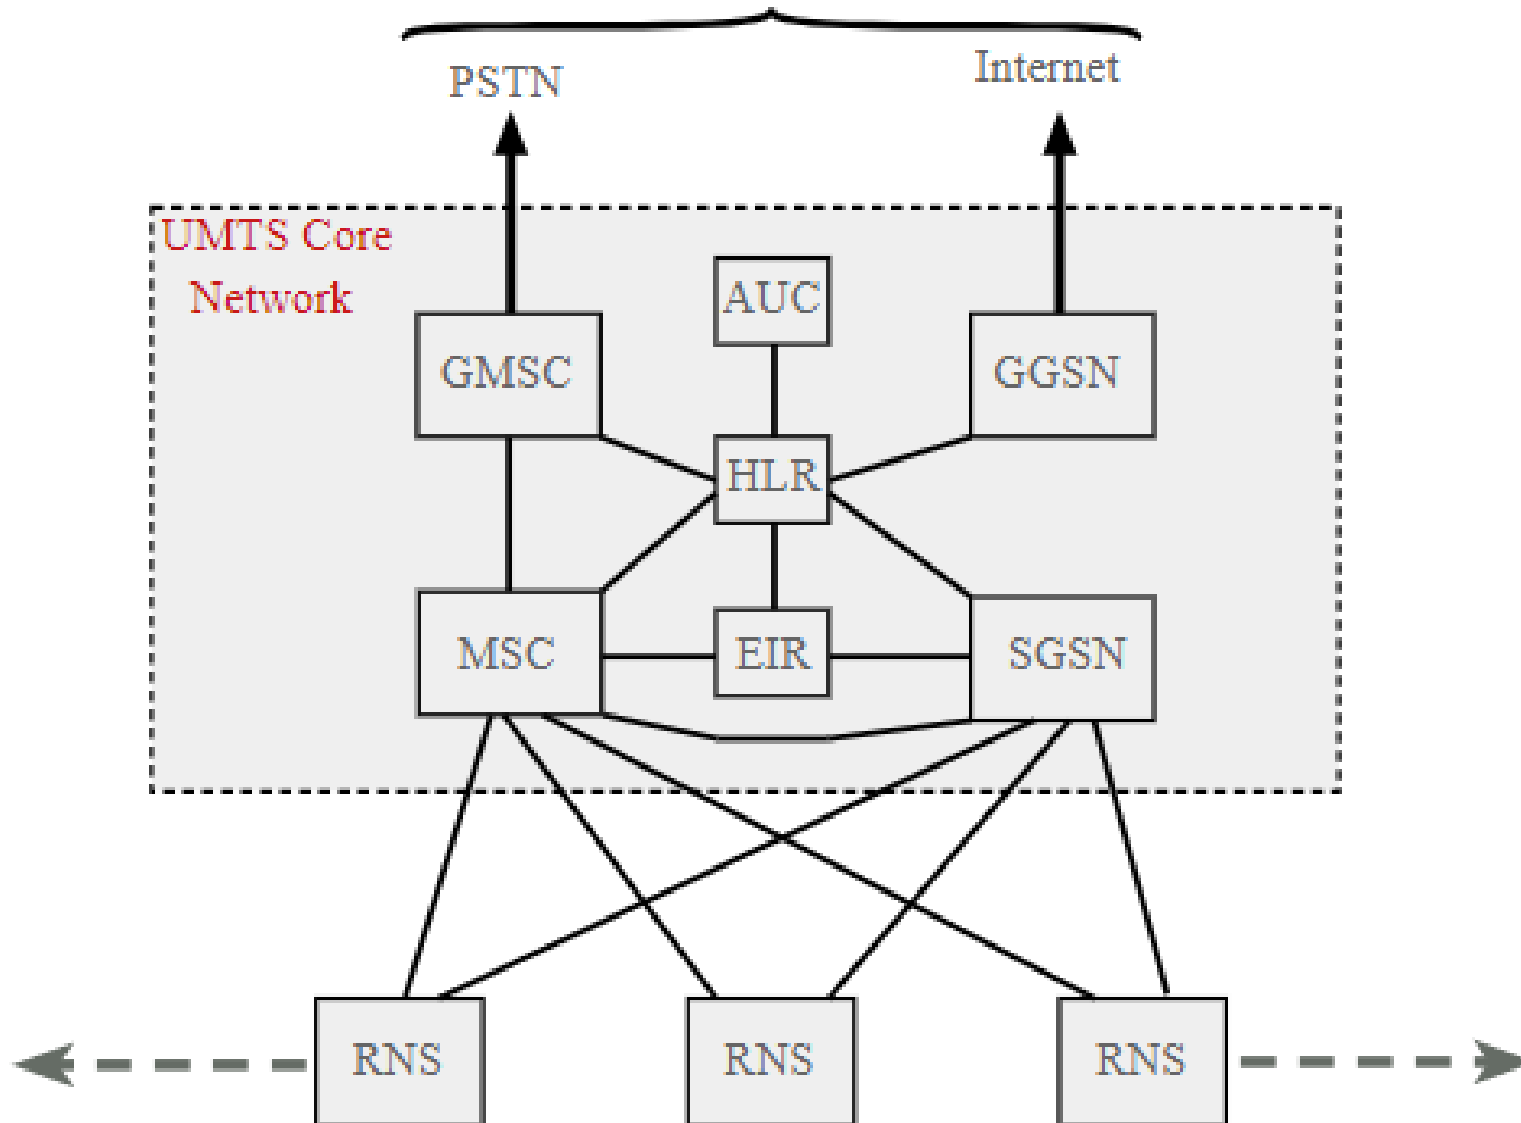 PSTN
Internet
UMTS Core
Network
AUC
GMSC
GGSN
HLR
MSC
EIR
SGSN
RNS
RNS
RNS